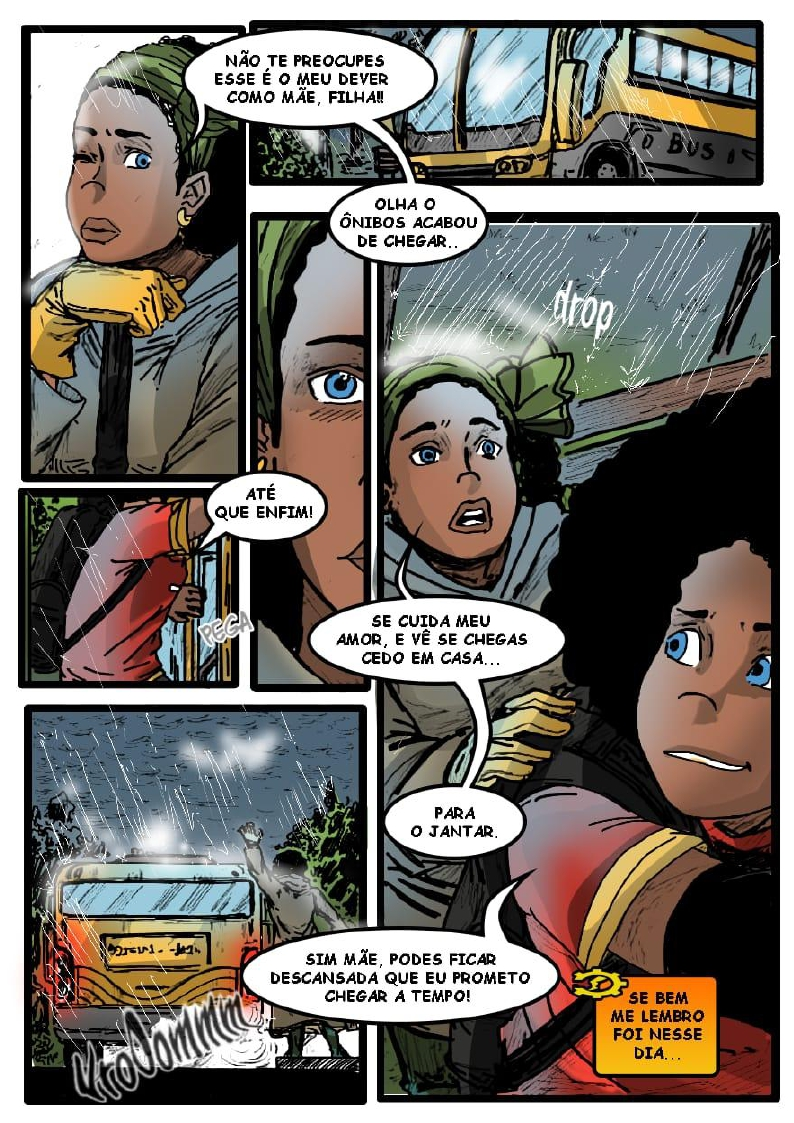 NÃO TE PREOCUPES
ESSE É O MEU DEVER
COMO MÃE, FILHA!!
BUS
OLHA O
ÔNIBOS ACABOU
DE CHEGAR..
drop
ATÉ
QUE ENFIM!
PEGA
SE CUIDA MEU
AMOR, E VÊ SE CHEGAS
CEDO EM CASA...
PARA
O JANTAR.
SIM MÃE, PODES FICAR
DESCANSADA QUE EU PROMETO
CHEGAR A TEMPO!
SE BEM
ME LEMBRO
FOI NESSE
DIA...